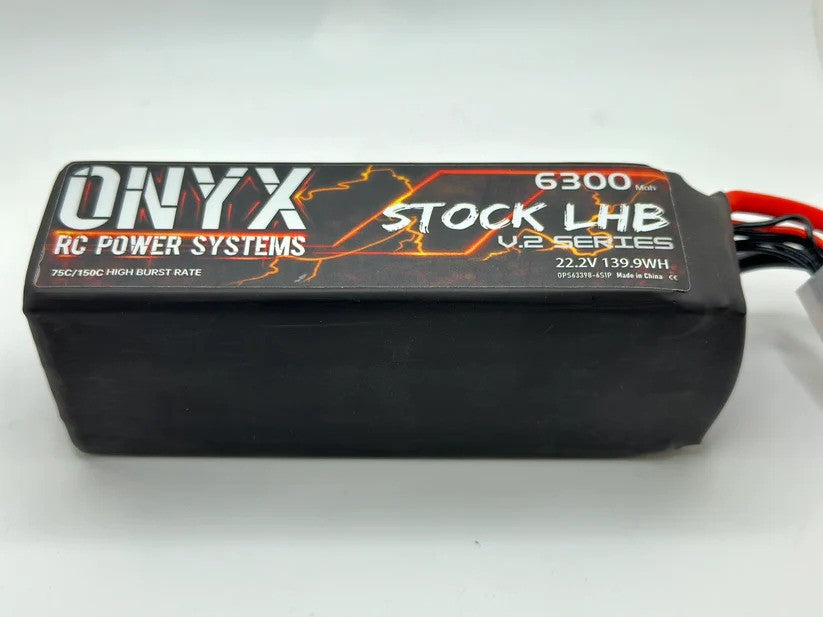 ONYX
RC POWER SYSTEMS
75C/150C HIGH BURST RATE
6300 Mah
STOCK LHB
V.2 SERIES
22.2V 139.9WH
OPS63398-6S1P Made in China CE